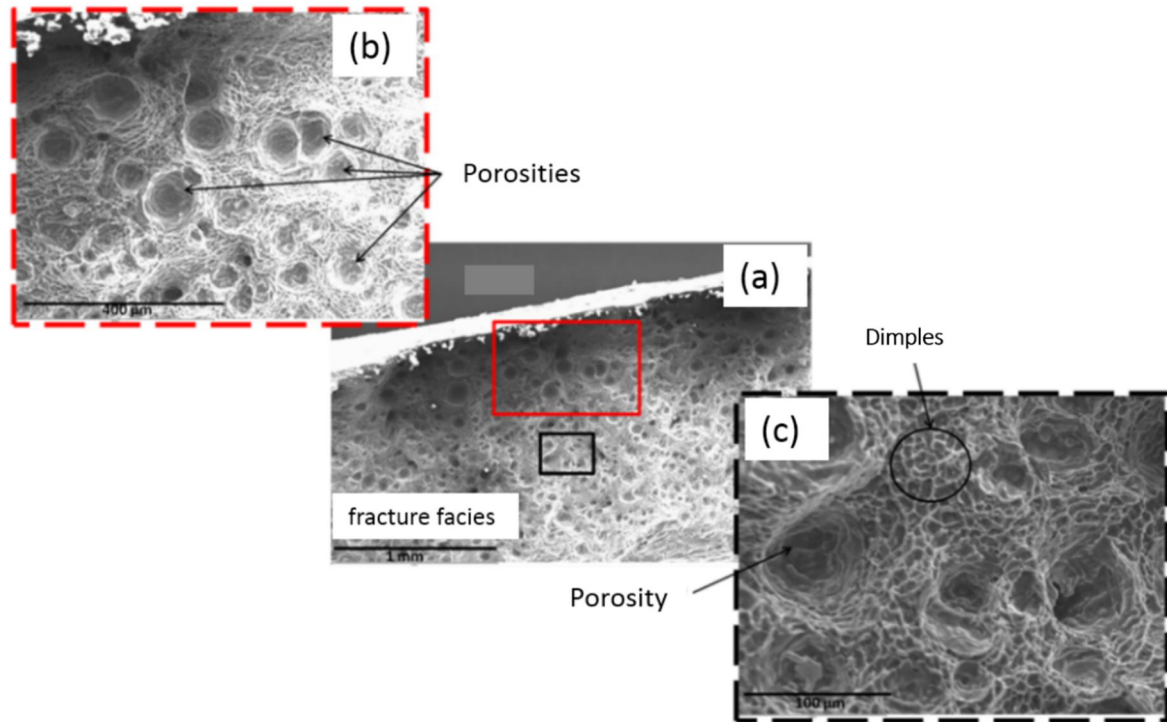 (b)
Porosities
400 µm
(a)
Dimples
(c)
fracture facies
1 mm
Porosity
100 µm